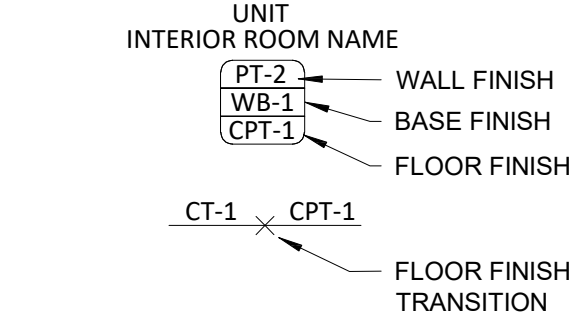 UNIT
INTERIOR ROOM NAME
PT-2
WALL FINISH
WB-1
BASE FINISH
CPT-1
FLOOR FINISH
CT-1 CPT-1
FLOOR FINISH
TRANSITION